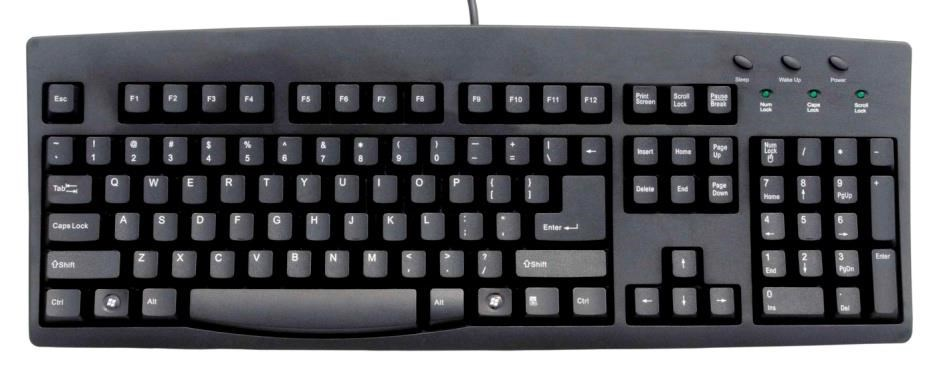 Sleep Wake Up Power
Esc F1 F2 F3 F4 F5 F6 F7 F8 F9 F10 F11 F12 Print Screen Scroll Lock Pause Break Num Lock Caps Lock Scroll Lock
~ ` ! 1 @ 2 # 3 $ 4 % 5 ^ 6 & 7 * 8 ( 9 ) 0 — - + = | \ ← Insert Home Page Up Num Lock / * -
Tab Q W E R T Y U I O P { [ } ] Delete End Page Down 7 Home 8 ↑ 9 PgUp +
Caps Lock A S D F G H J K L : ; " ' Enter 4 ← 5 6 →
⇧Shift Z X C V B N M < , > . ? / ⇧Shift ↑ 1 End 2 ↓ 3 PgDn Enter
Ctrl Alt Alt Ctrl ← ↓ → 0 Ins . Del